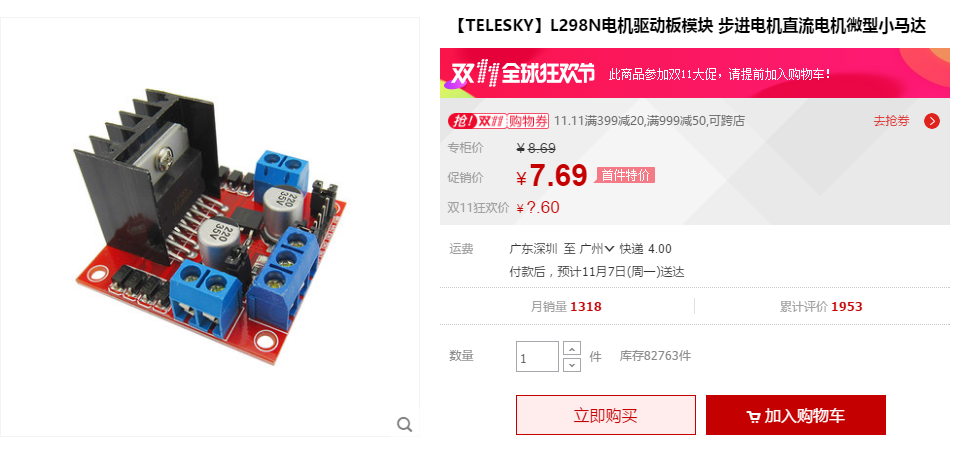 【TELESKY】L298N电机驱动板模块 步进电机直流电机微型小马达
双11全球狂欢节 此商品参加双11大促，请提前加入购物车！
抢! 双11 购物券 11.11满399减20,满999减50,可跨店 去抢券
专柜价 ¥ 8.69
促销价 ¥ 7.69 首件特价
双11狂欢价 ¥ ?.60
运费 广东深圳 至 广州 快递 4.00
付款后，预计11月7日(周一)送达
月销量 1318 累计评价 1953
数量 1 件 库存82763件
立即购买 加入购物车
220
35V
220
35V